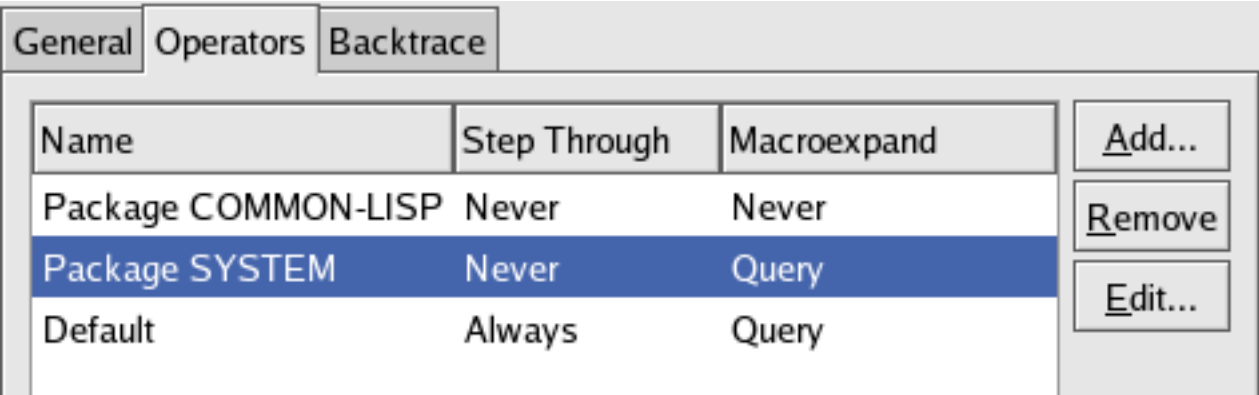 General Operators Backtrace
Name Step Through Macroexpand
Add...
Package COMMON-LISP Never Never
Remove
Package SYSTEM Never Query
Edit...
Default Always Query